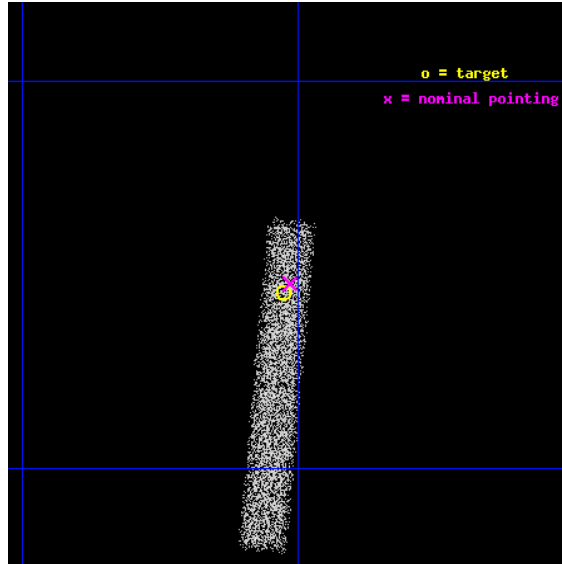 o = target
x = nominal pointing